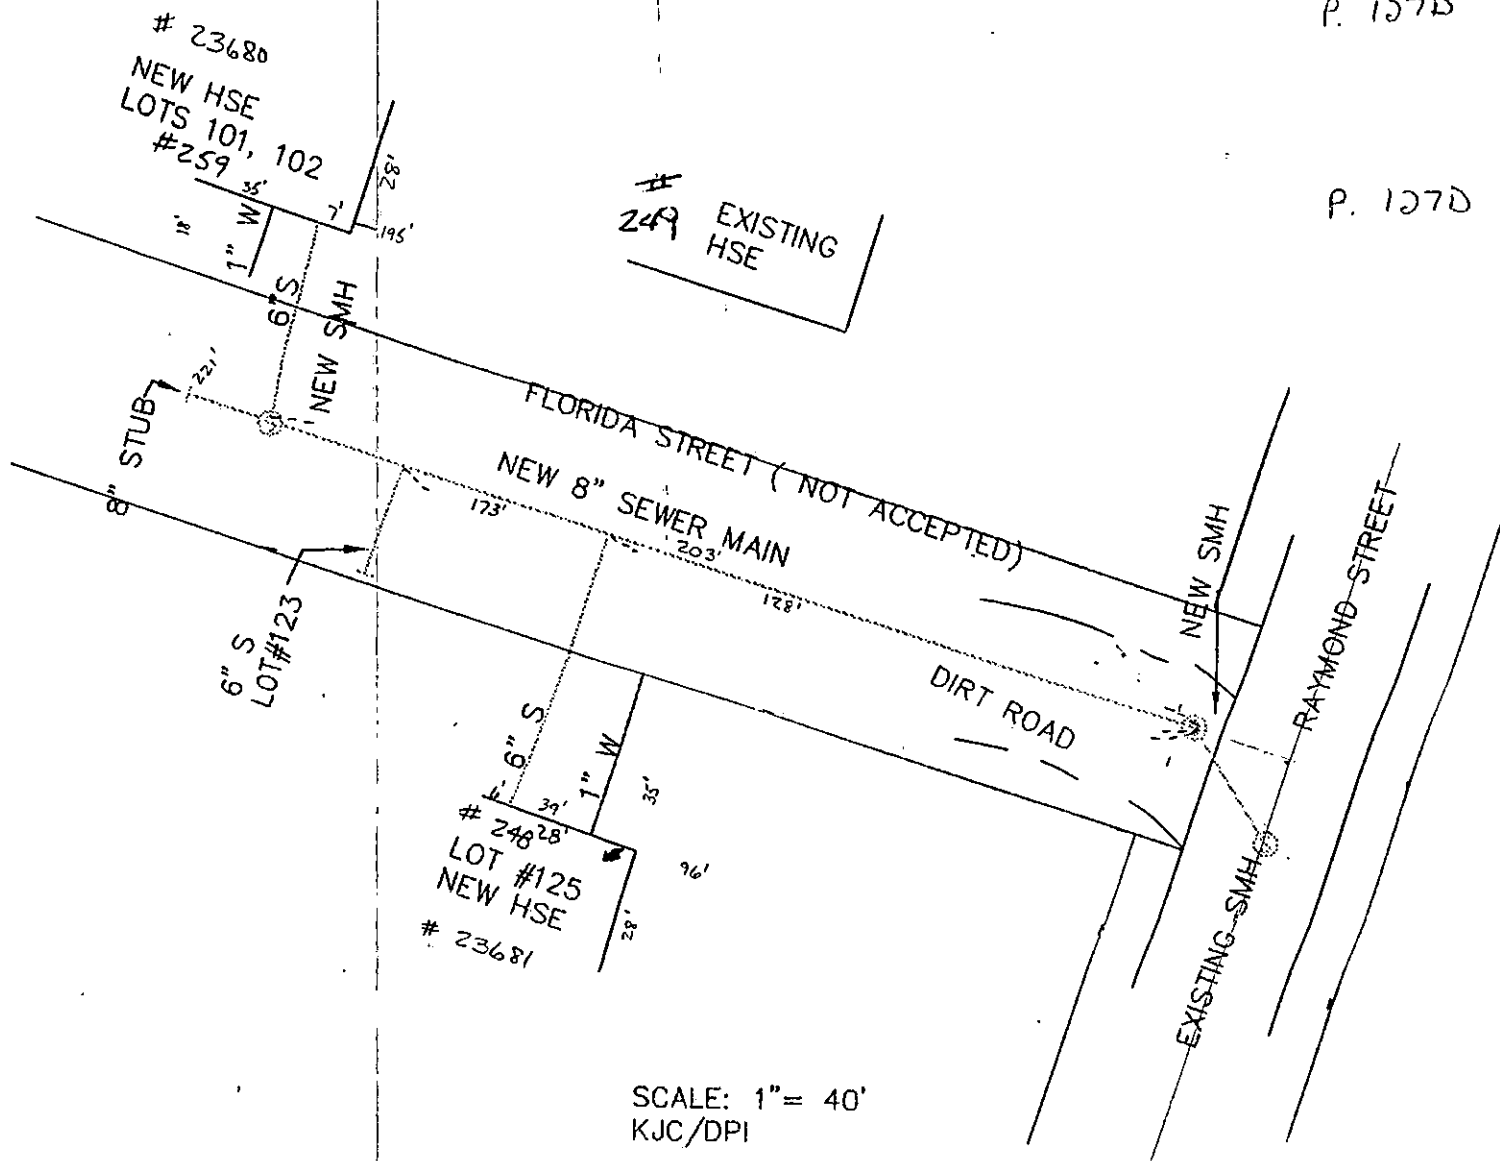 P. 127D
# 23680
NEW HSE
LOTS 101, 102
#259
35'
7'
28'
195'
18'
1" W
6" S
NEW SMH
P. 127D
#
249 EXISTING
HSE
221'
8" STUB
FLORIDA STREET ( NOT ACCEPTED)
NEW 8" SEWER MAIN
173'
203'
128'
6" S
LOT#123
NEW SMH
RAYMOND STREET
DIRT ROAD
6" S
1" W
35'
39'
# 248
28'
LOT #125
NEW HSE
# 23681
96'
28'
EXISTING SMH
SCALE: 1"= 40'
KJC/DPI